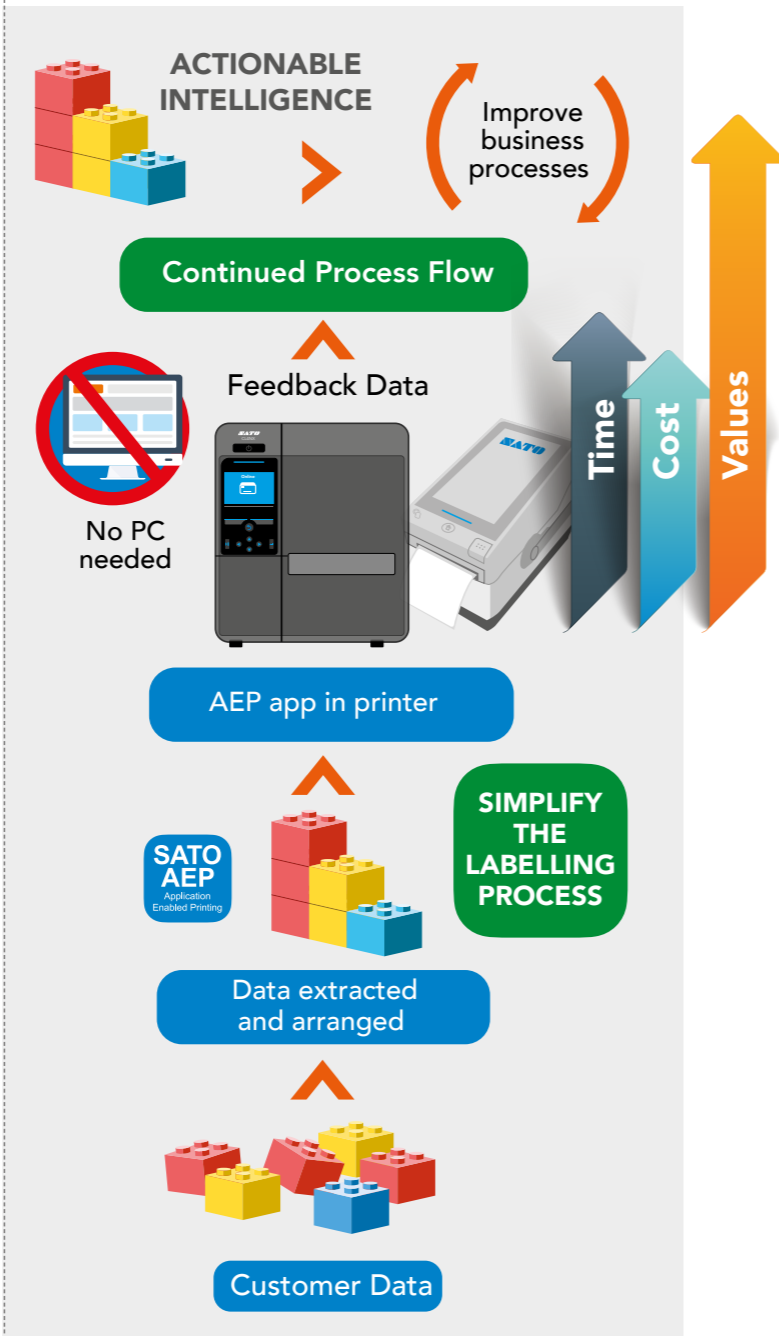 ACTIONABLE
INTELLIGENCE
Improve
business
processes
Continued Process Flow
Feedback Data
No PC
needed
SATO
Online
SATO
Time
Cost
Values
AEP app in printer
SATO
AEP
Application
Enabled Printing
SIMPLIFY
THE
LABELLING
PROCESS
Data extracted
and arranged
Customer Data